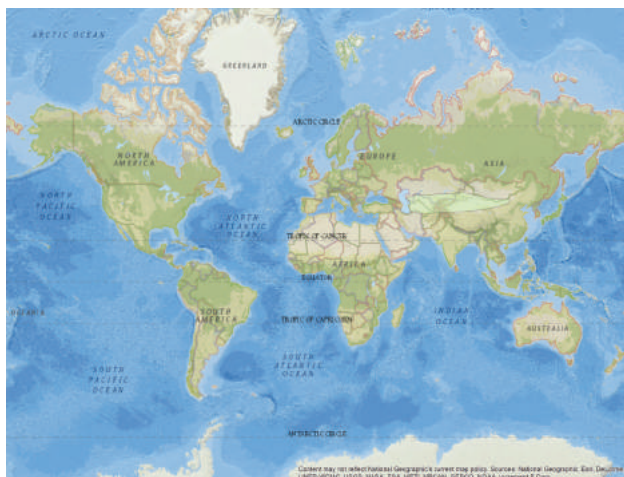 ARCTIC OCEAN
GREENLAND
ARCTIC CIRCLE
NORTH
AMERICA
EUROPE
ASIA
NORTH
PACIFIC
OCEAN
NORTH
ATLANTIC
OCEAN
TROPIC OF CANCER
AFRICA
EQUATOR
SOUTH
AMERICA
TROPIC OF CAPRICORN
INDIAN
OCEAN
AUSTRALIA
SOUTH
PACIFIC
OCEAN
SOUTH
ATLANTIC
OCEAN
ANTARCTIC CIRCLE
Content may not reflect National Geographic's current map policy. Sources: National Geographic, Esri,